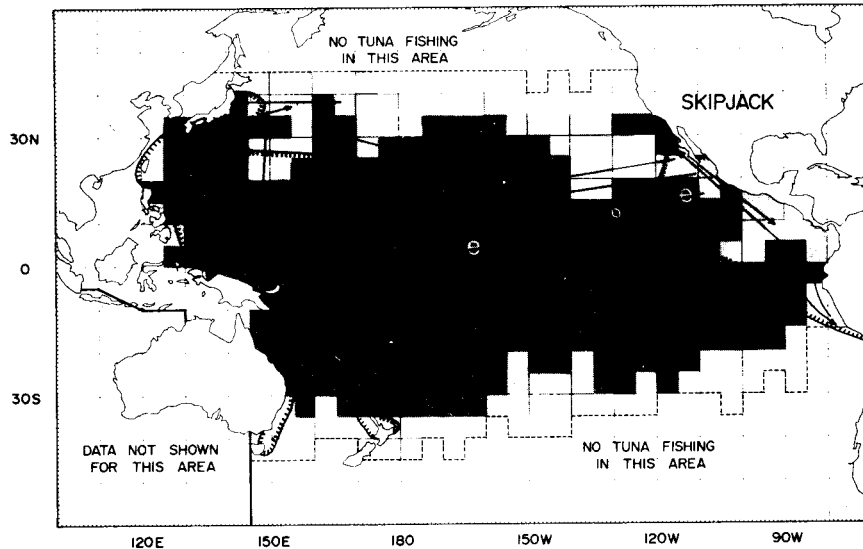 NO TUNA FISHING
IN THIS AREA
SKIPJACK
30N
0
30S
DATA NOT SHOWN
FOR THIS AREA
NO TUNA FISHING
IN THIS AREA
120E 150E 180 150W 120W 90W